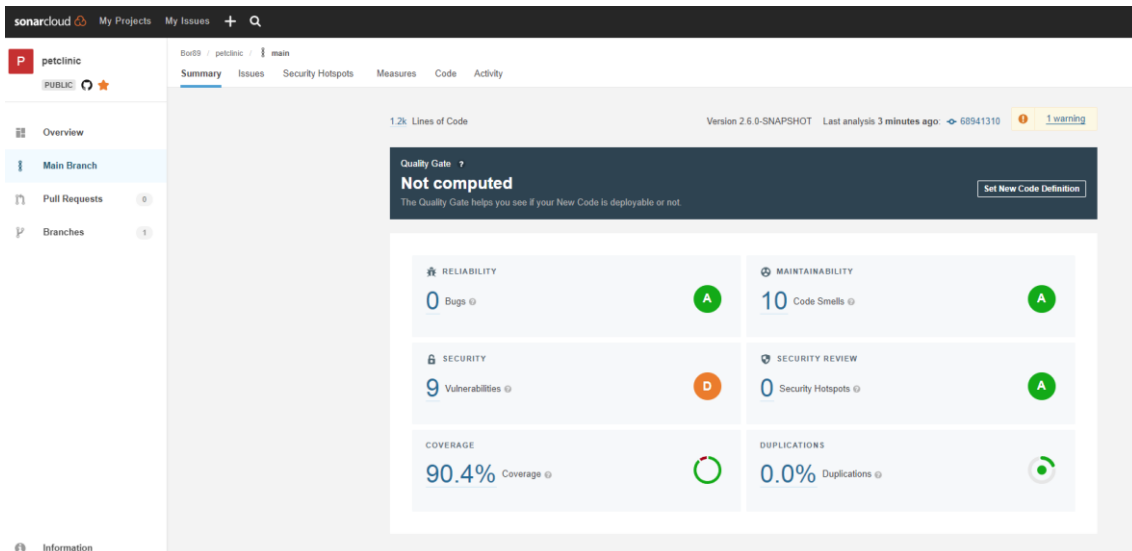 sonarcloud My Projects My Issues
P petclinic
PUBLIC
Overview
Main Branch
Pull Requests 0
Branches 1
Information
Bor89 / petclinic / main
Summary Issues Security Hotspots Measures Code Activity
1.2k Lines of Code Version 2.6.0-SNAPSHOT Last analysis 3 minutes ago: 68941310 1 warning
Quality Gate ?
Not computed
The Quality Gate helps you see if your New Code is deployable or not.
Set New Code Definition
RELIABILITY
0 Bugs ? A
MAINTAINABILITY
10 Code Smells ? A
SECURITY
9 Vulnerabilities ? D
SECURITY REVIEW
0 Security Hotspots ? A
COVERAGE
90.4% Coverage ?
DUPLICATIONS
0.0% Duplications ?